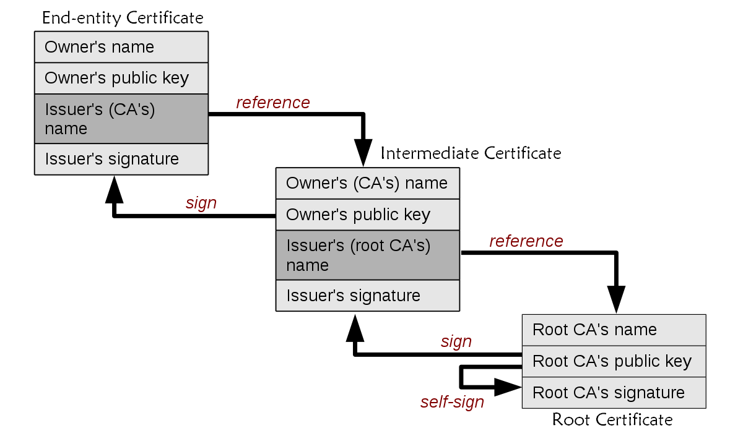 End-entity Certificate
Owner's name
Owner's public key
Issuer's (CA's)
name
Issuer's signature
reference
sign
Intermediate Certificate
Owner's (CA's) name
Owner's public key
Issuer's (root CA's)
name
Issuer's signature
reference
sign
self-sign
Root CA's name
Root CA's public key
Root CA's signature
Root Certificate